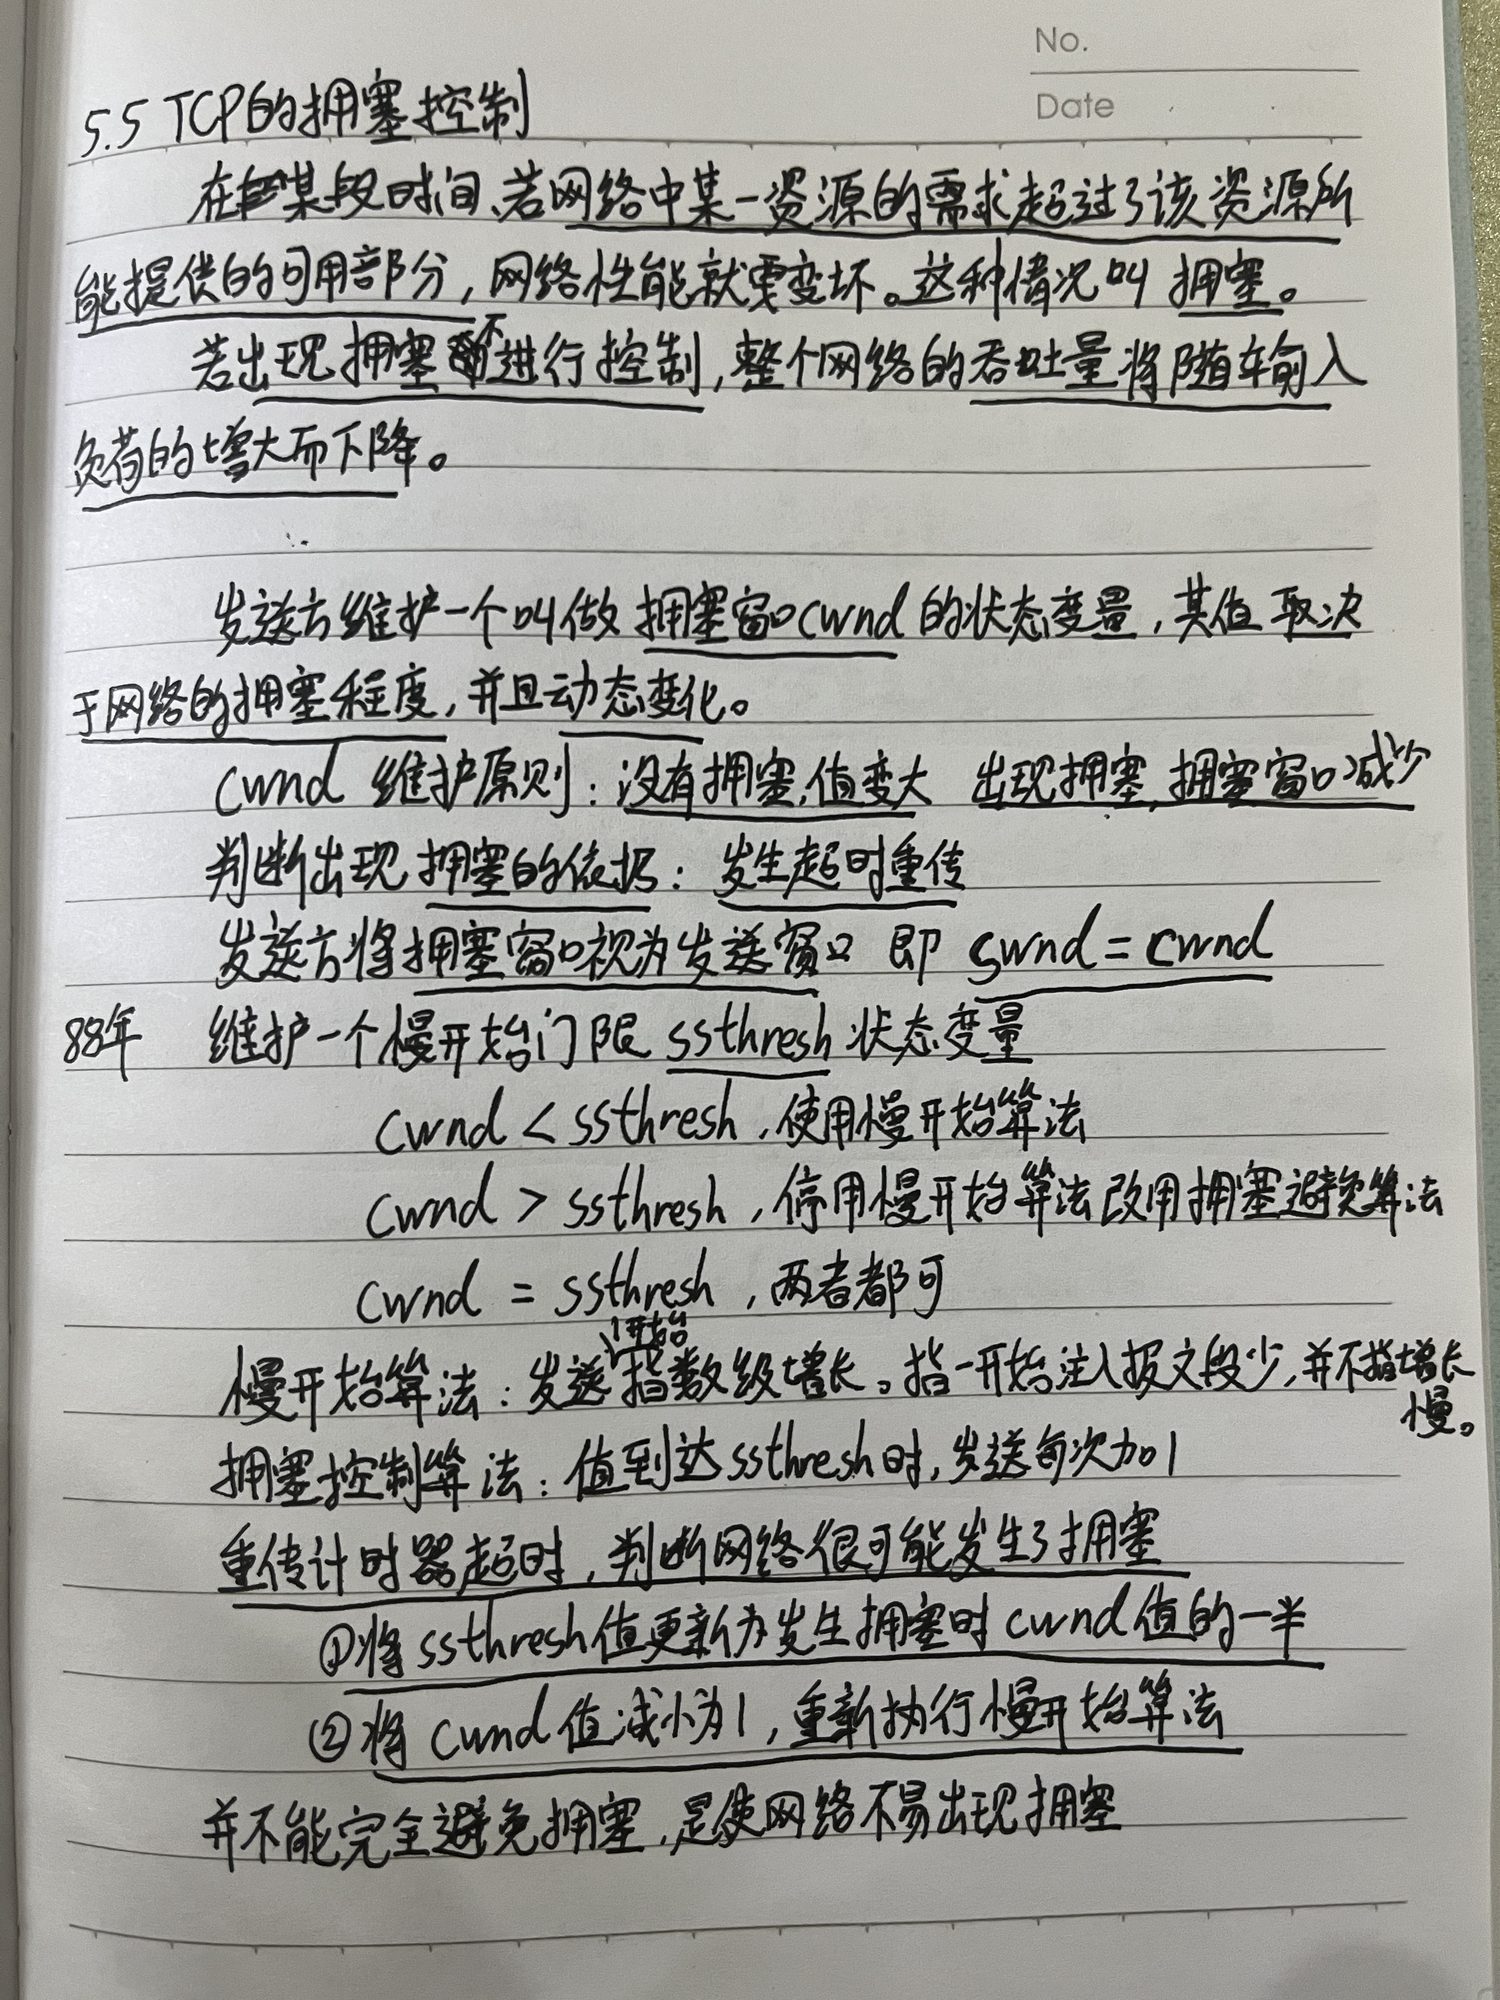 No.
Date
5.5 TCP的拥塞控制
在某段时间,若网络中某一资源的需求超过了该资源所
能提供的可用部分,网络性能就要变坏。这种情况叫 拥塞。
若出现拥塞不进行控制,整个网络的吞吐量将随车输入
负荷的增大而下降。
发送方维护一个叫做 拥塞窗口cwnd的状态变量,其值取决
于网络的拥塞程度,并且动态变化。
cwnd 维护原则:没有拥塞,值变大 出现拥塞,拥塞窗口减少
判断出现拥塞的依据:发生超时重传
发送方将拥塞窗口视为发送窗口 即 swnd=cwnd
88年 维护一个慢开始门限 ssthresh 状态变量
cwnd < ssthresh,使用慢开始算法
cwnd > ssthresh,停用慢开始算法改用拥塞避免算法
cwnd = ssthresh,两者都可
慢开始算法:发送1开始指数级增长。指一开始注入报文段少,并不指增长
慢。
拥塞控制算法:值到达ssthresh时,发送每次加1
重传计时器超时,判断网络很可能发生了拥塞
①将ssthresh值更新为发生拥塞时cwnd值的一半
②将 cwnd值减小为1,重新执行慢开始算法
并不能完全避免拥塞,是使网络不易出现拥塞